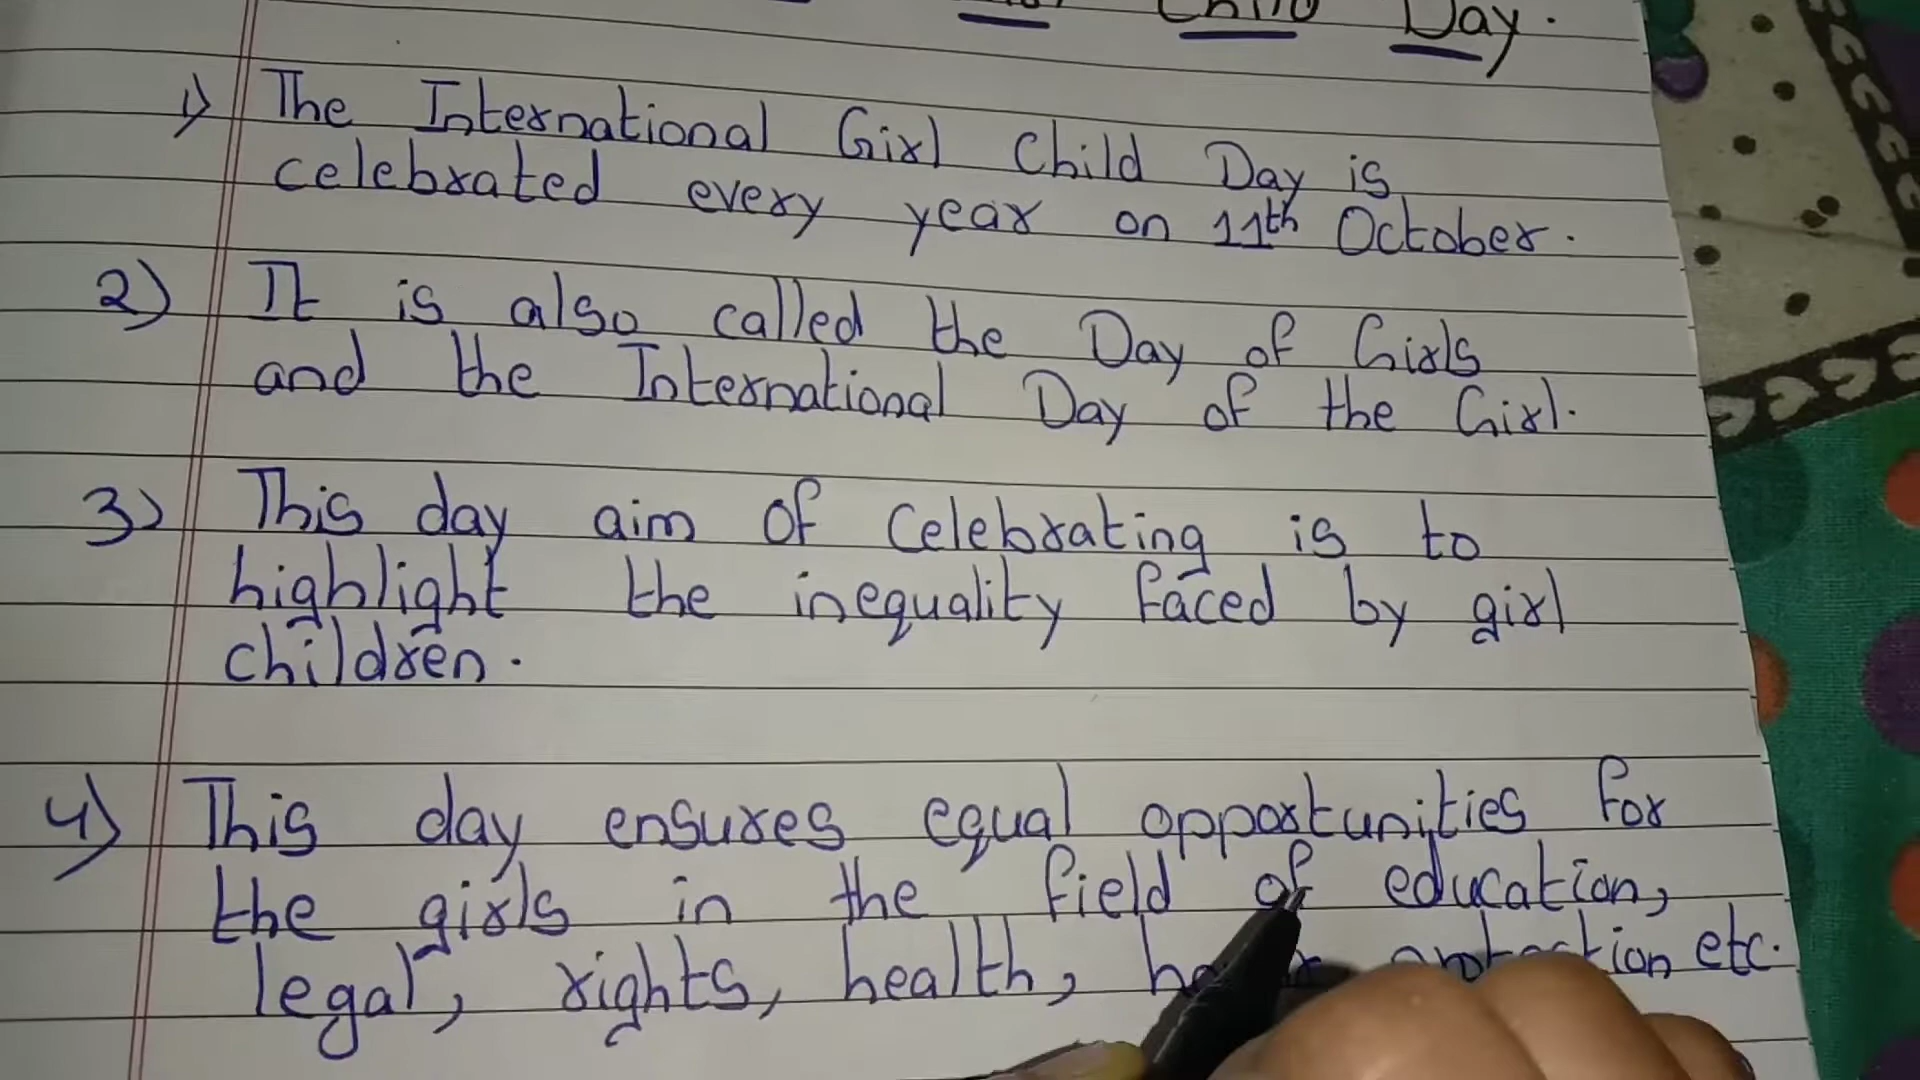 Child Day.
1) The International Girl Child Day is
celebrated every year on 11th October.
2) It is also called the Day of Girls
and the International Day of the Girl.
3) This day aim of celebrating is to
highlight the inequality faced by girl
children.
4) This day ensures equal opportunities for
the girls in the field of education,
legal, rights, health, etc.